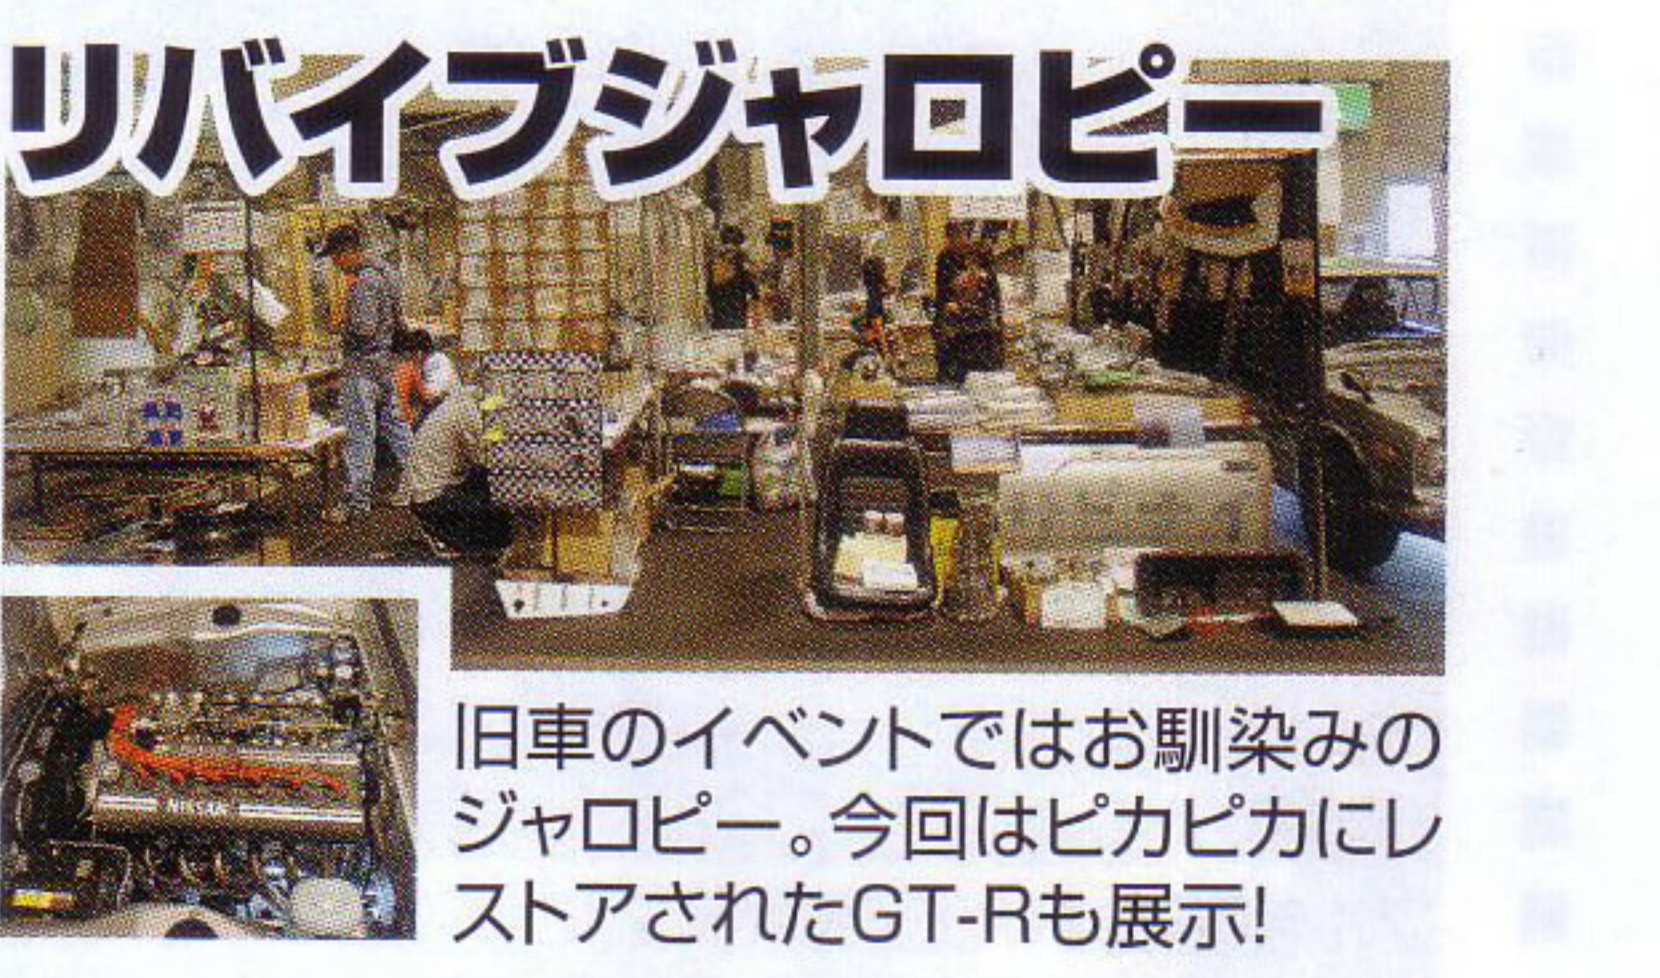 リバイブジャロピー
NISSAN
旧車のイベントではお馴染みの
ジャロピー。今回はピカピカにレ
ストアされたGT-Rも展示!